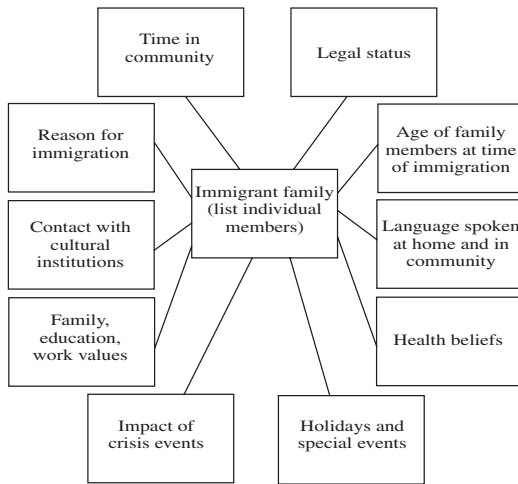 Time in
community
Legal status
Reason for
immigration
Age of family
members at time
of immigration
Immigrant family
(list individual
members)
Contact with
cultural
institutions
Language spoken
at home and in
community
Family,
education,
work values
Health beliefs
Impact of
crisis events
Holidays and
special events